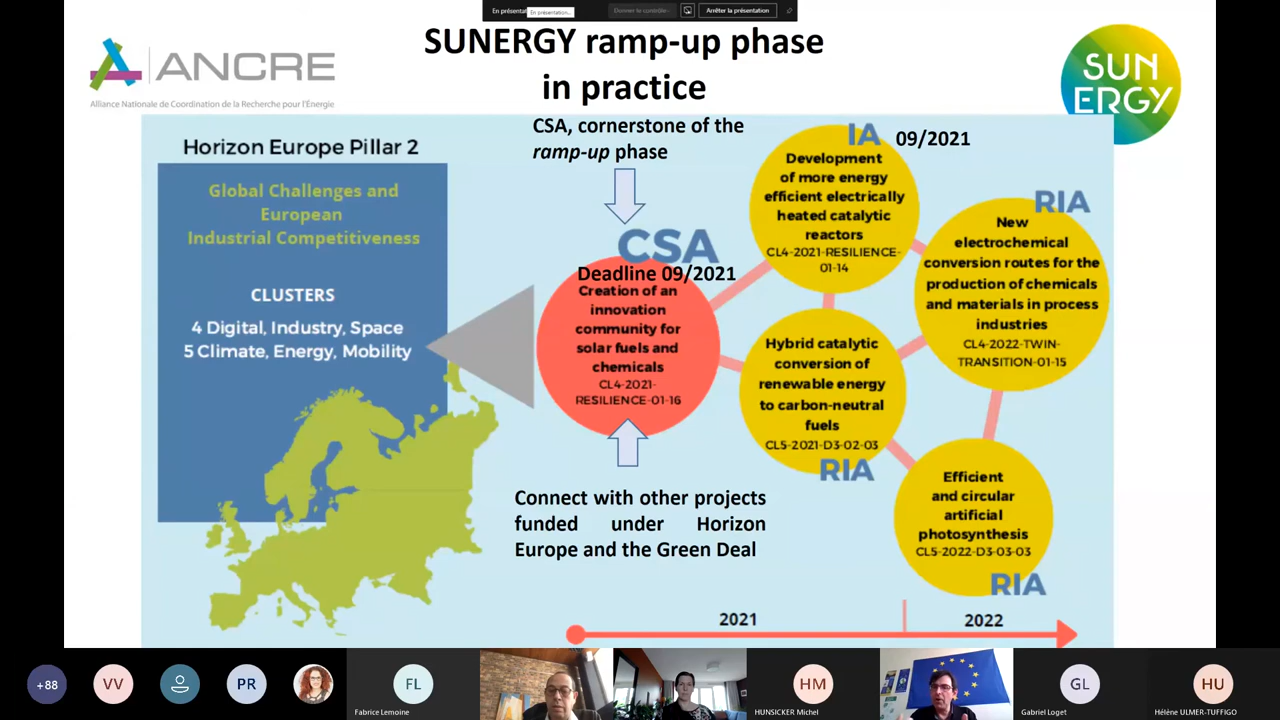 En présentat
En présentation...
Donner le contrôle
Arrêter la présentation
SUNERGY ramp-up phase
in practice
ANCRE
Alliance Nationale de Coordination de la Recherche pour l'Énergie
SUN
ERGY
Horizon Europe Pillar 2
Global Challenges and
European
Industrial Competitiveness
CLUSTERS
4 Digital, Industry, Space
5 Climate, Energy, Mobility
CSA, cornerstone of the
ramp-up phase
CSA
Deadline 09/2021
Creation of an
innovation
community for
solar fuels and
chemicals
CL4-2021-
RESILIENCE-01-16
Connect with other projects
funded under Horizon
Europe and the Green Deal
IA
09/2021
Development
of more energy
efficient electrically
heated catalytic
reactors
CL4-2021-RESILIENCE-
01-14
RIA
New
electrochemical
conversion routes for the
production of chemicals
and materials in process
industries
CL4-2022-TWIN-
TRANSITION-01-15
Hybrid catalytic
conversion of
renewable energy
to carbon-neutral
fuels
CL5-2021-D3-02-03
RIA
Efficient
and circular
artificial
photosynthesis
CL5-2022-D3-03-03
RIA
2021
2022
+88
VV
PR
FL
Fabrice Lemoine
HM
HUNSICKER Michel
GL
Gabriel Loget
HU
Hélène ULMER-TUFFIGO